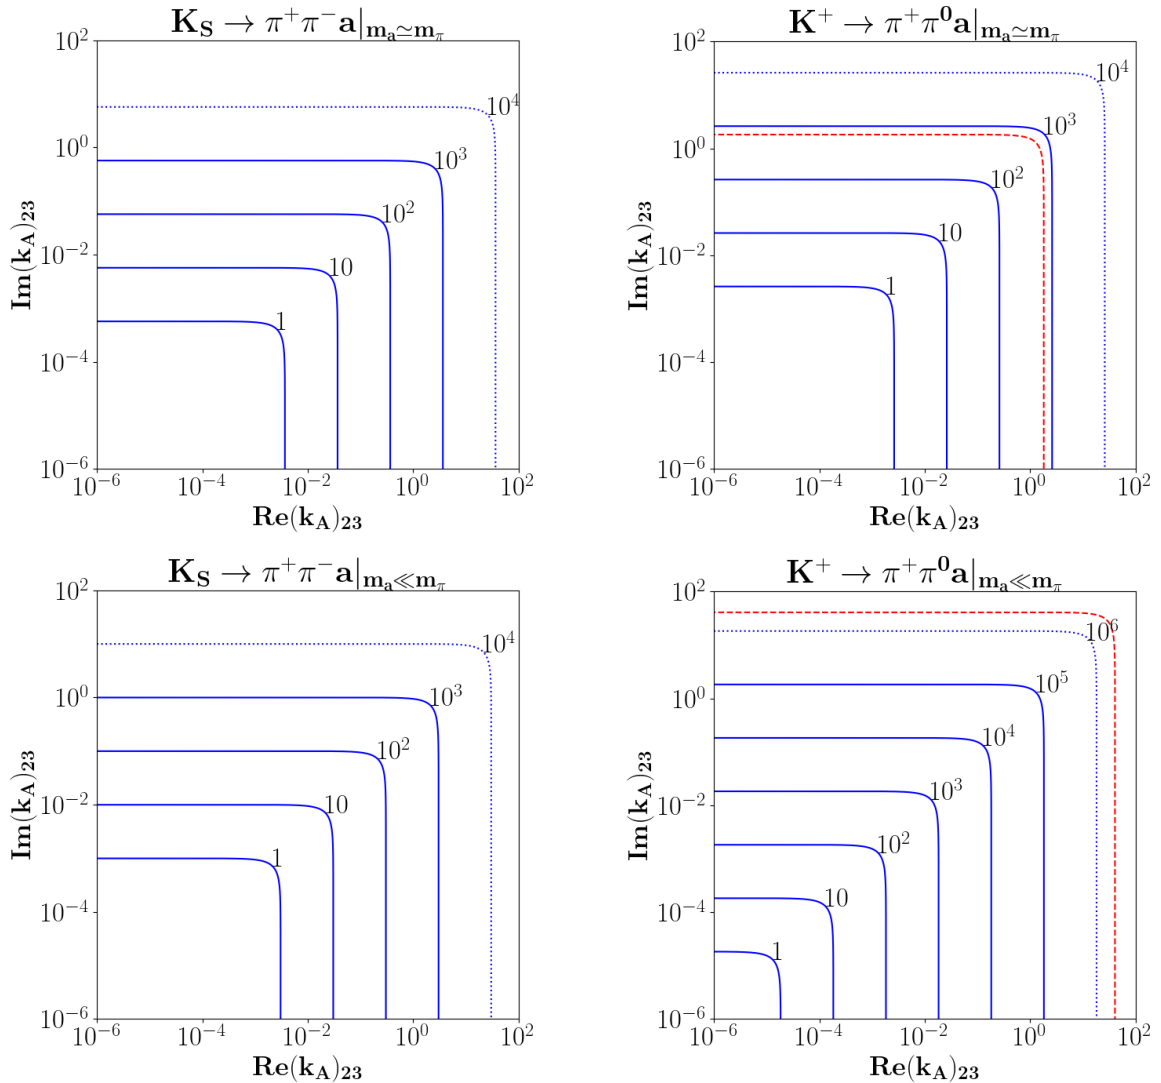 K_S → π⁺π⁻a|_{m_a≃m_π}
10²
10⁰
10⁻²
10⁻⁴
10⁻⁶
Im(k_A)₂₃
10⁴
10³
10²
10
1
10⁻⁶ 10⁻⁴ 10⁻² 10⁰ 10²
Re(k_A)₂₃
K⁺ → π⁺π⁰a|_{m_a≃m_π}
10²
10⁰
10⁻²
10⁻⁴
10⁻⁶
Im(k_A)₂₃
10⁴
10³
10²
10
1
10⁻⁶ 10⁻⁴ 10⁻² 10⁰ 10²
Re(k_A)₂₃
K_S → π⁺π⁻a|_{m_a≪m_π}
10²
10⁰
10⁻²
10⁻⁴
10⁻⁶
Im(k_A)₂₃
10⁴
10³
10²
10
1
10⁻⁶ 10⁻⁴ 10⁻² 10⁰ 10²
Re(k_A)₂₃
K⁺ → π⁺π⁰a|_{m_a≪m_π}
10²
10⁰
10⁻²
10⁻⁴
10⁻⁶
Im(k_A)₂₃
10⁶
10⁵
10⁴
10³
10²
10
1
10⁻⁶ 10⁻⁴ 10⁻² 10⁰ 10²
Re(k_A)₂₃